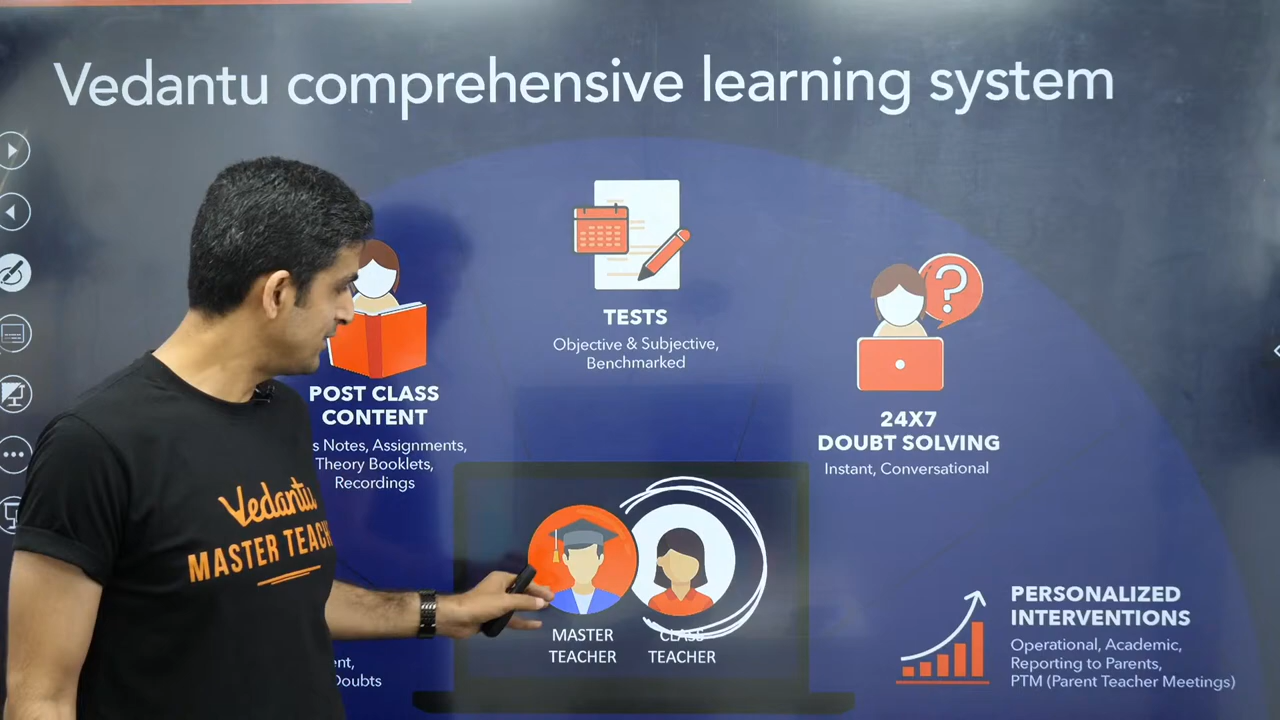 Vedantu comprehensive learning system
TESTS
Objective & Subjective,
Benchmarked
POST CLASS
CONTENT
Notes, Assignments,
Theory Booklets,
Recordings
24X7
DOUBT SOLVING
Instant, Conversational
?
Vedantu
MASTER TEACH
MASTER
TEACHER
CLASS
TEACHER
PERSONALIZED
INTERVENTIONS
Operational, Academic,
Reporting to Parents,
PTM (Parent Teacher Meetings)
Doubts